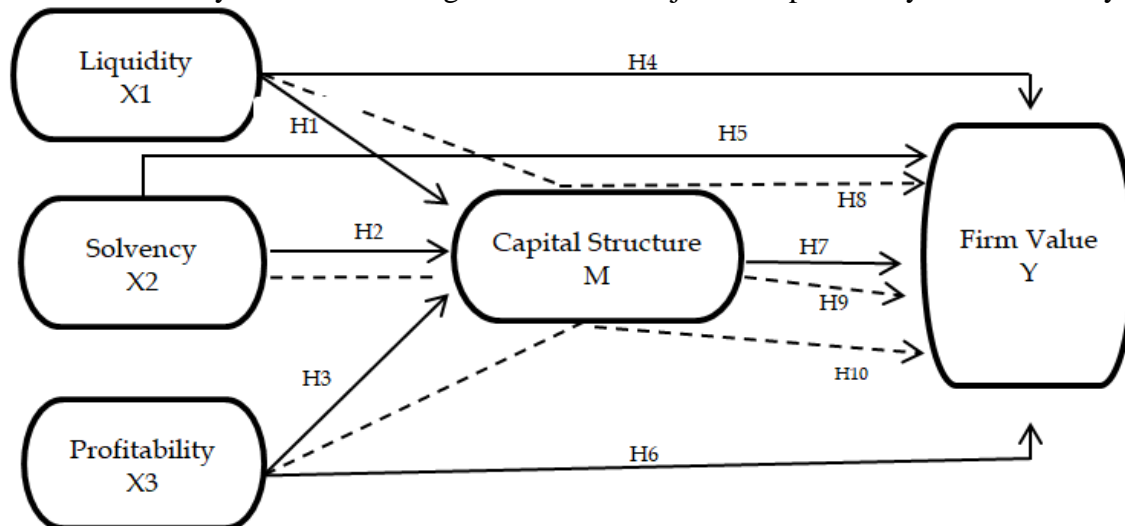 Liquidity
X1
H4
H1
H5
H8
Solvency
X2
H2
Capital Structure
M
H7
H9
Firm Value
Y
H3
H10
Profitability
X3
H6